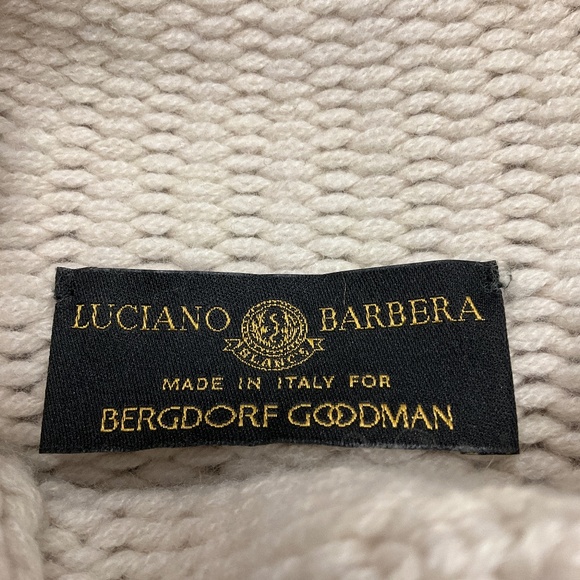 LUCIANO BARBERA
MADE IN ITALY FOR
BERGDORF GOODMAN